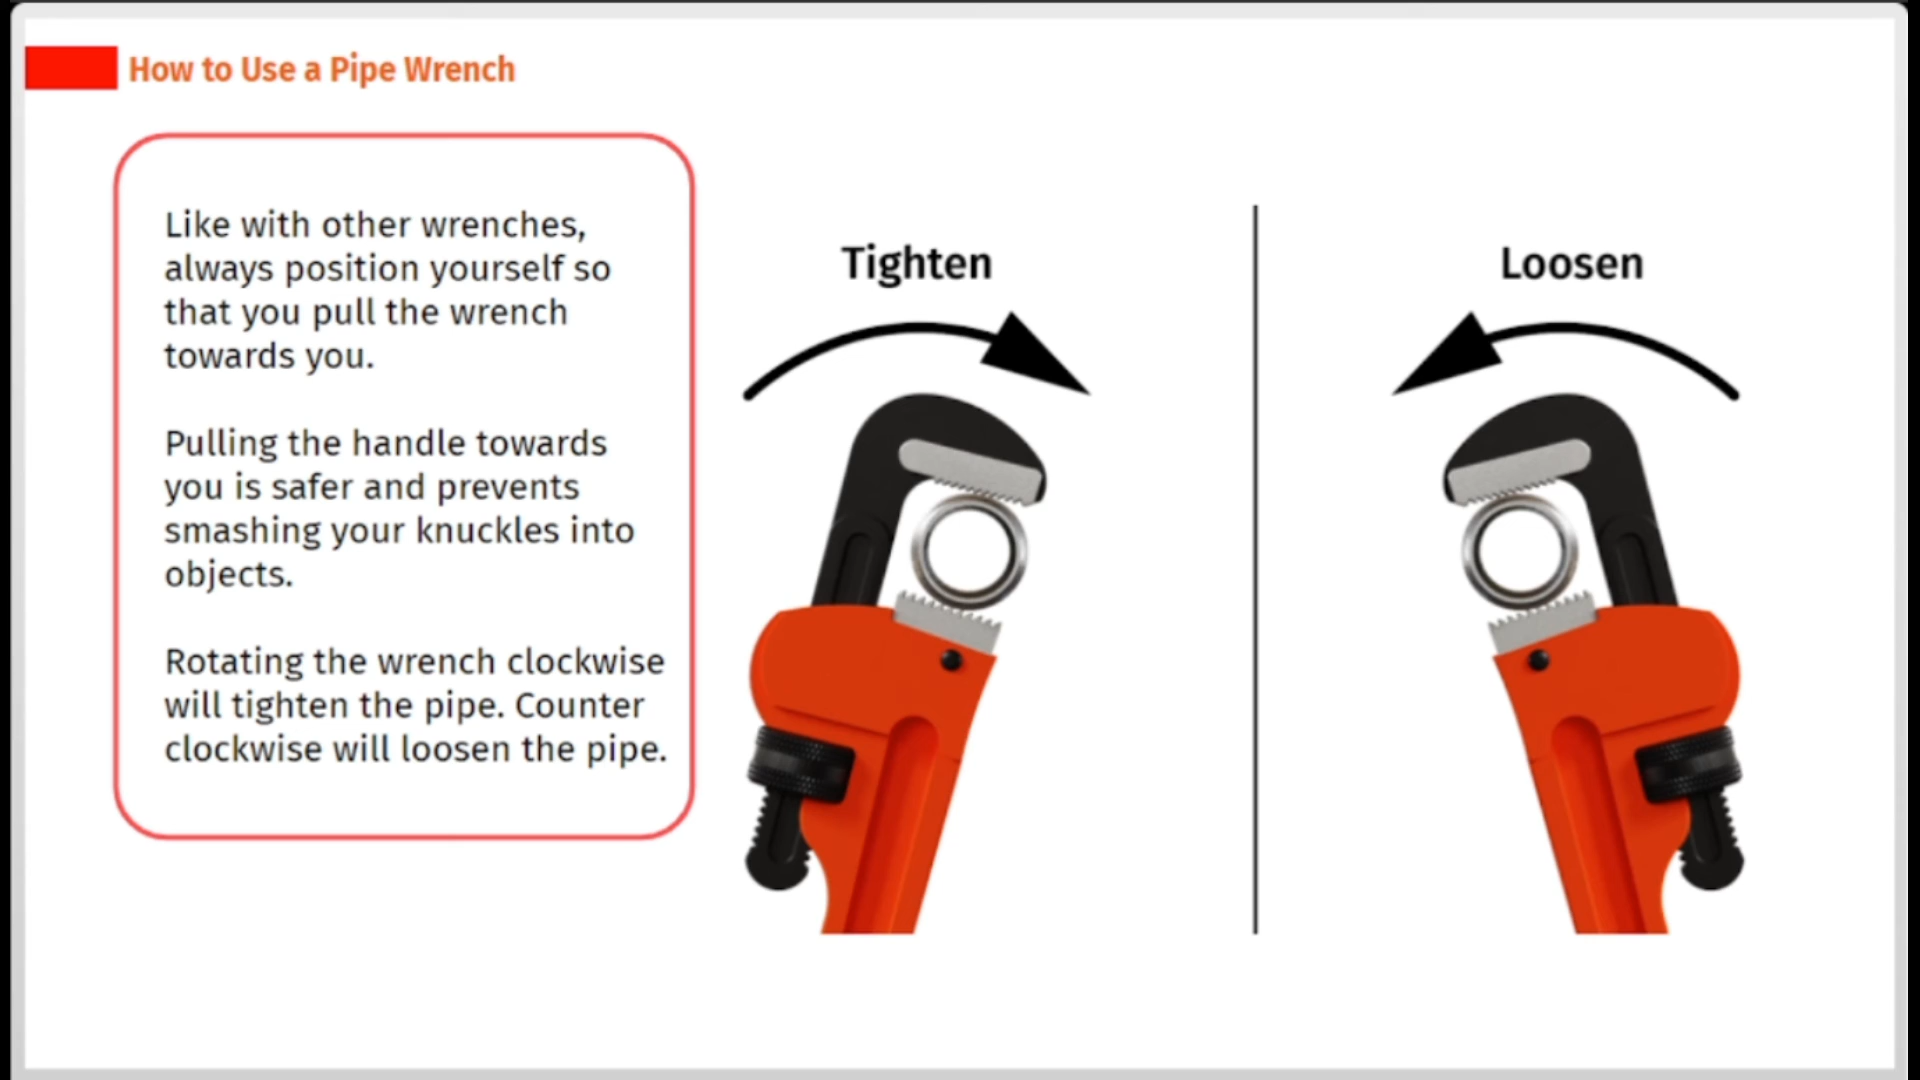 How to Use a Pipe Wrench
Like with other wrenches,
always position yourself so
that you pull the wrench
towards you.
Pulling the handle towards
you is safer and prevents
smashing your knuckles into
objects.
Rotating the wrench clockwise
will tighten the pipe. Counter
clockwise will loosen the pipe.
Tighten
Loosen